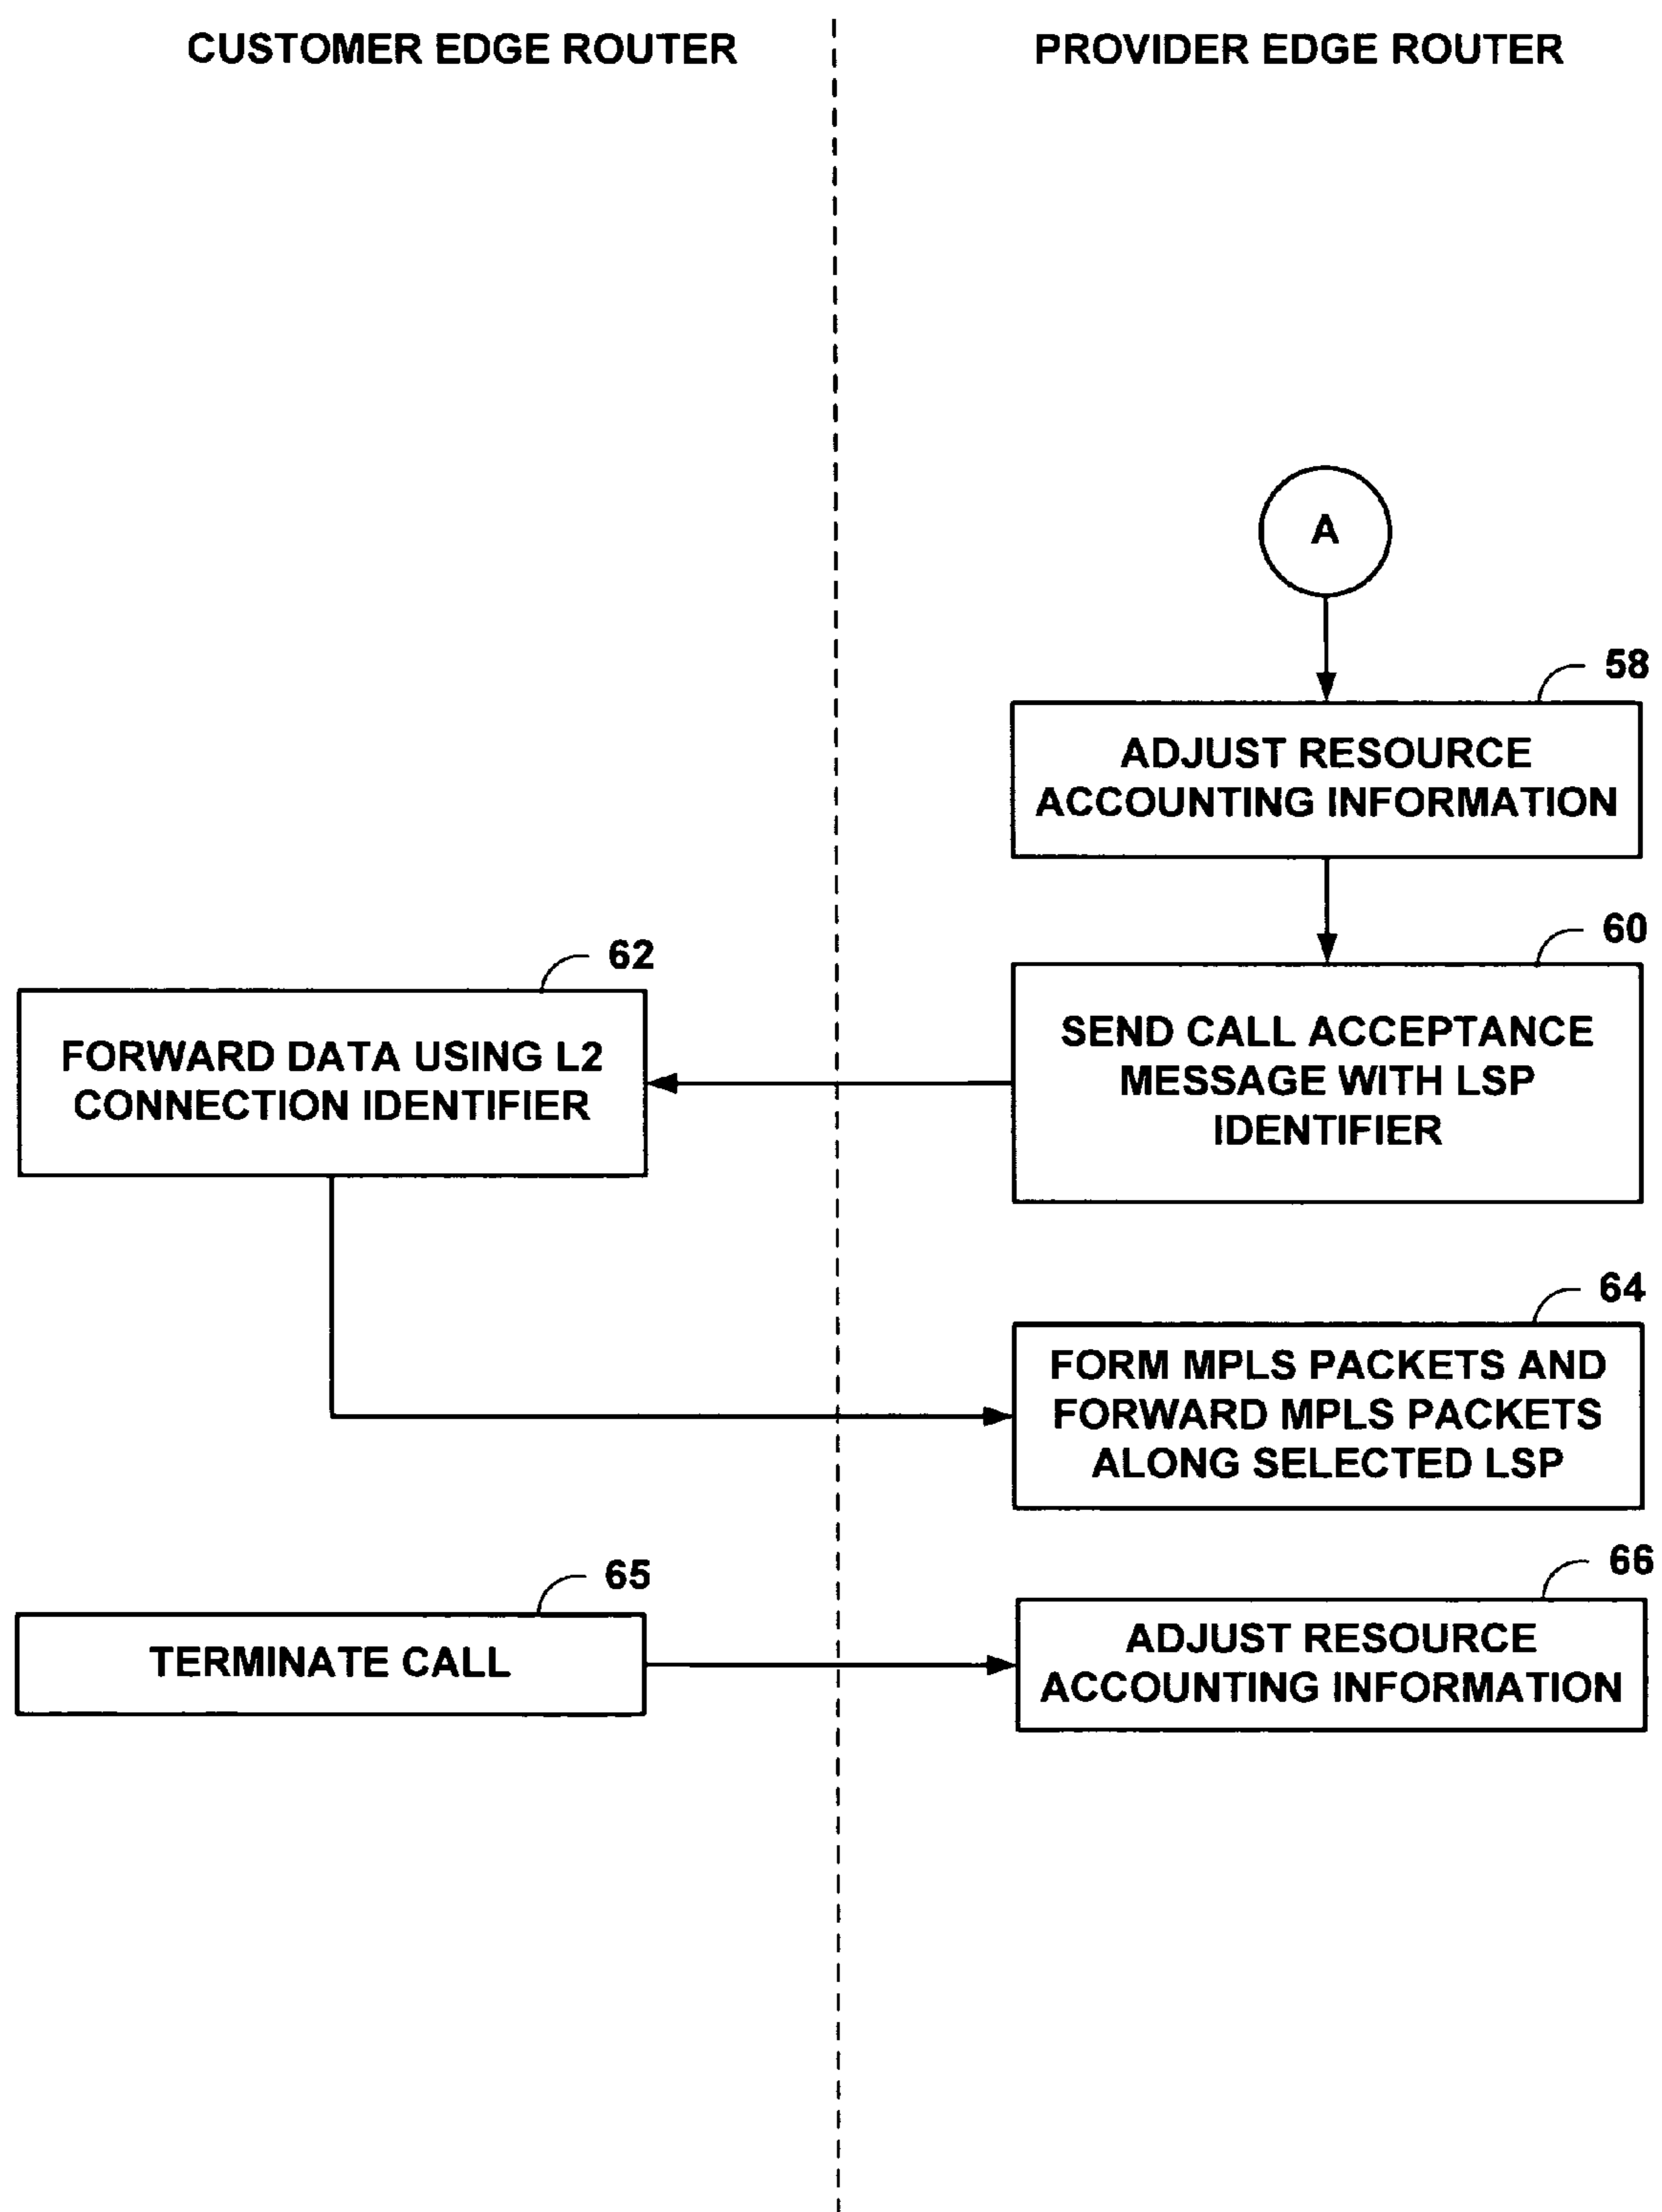 CUSTOMER EDGE ROUTER
PROVIDER EDGE ROUTER
A
58
ADJUST RESOURCE
ACCOUNTING INFORMATION
60
SEND CALL ACCEPTANCE
MESSAGE WITH LSP
IDENTIFIER
62
FORWARD DATA USING L2
CONNECTION IDENTIFIER
64
FORM MPLS PACKETS AND
FORWARD MPLS PACKETS
ALONG SELECTED LSP
65
TERMINATE CALL
66
ADJUST RESOURCE
ACCOUNTING INFORMATION